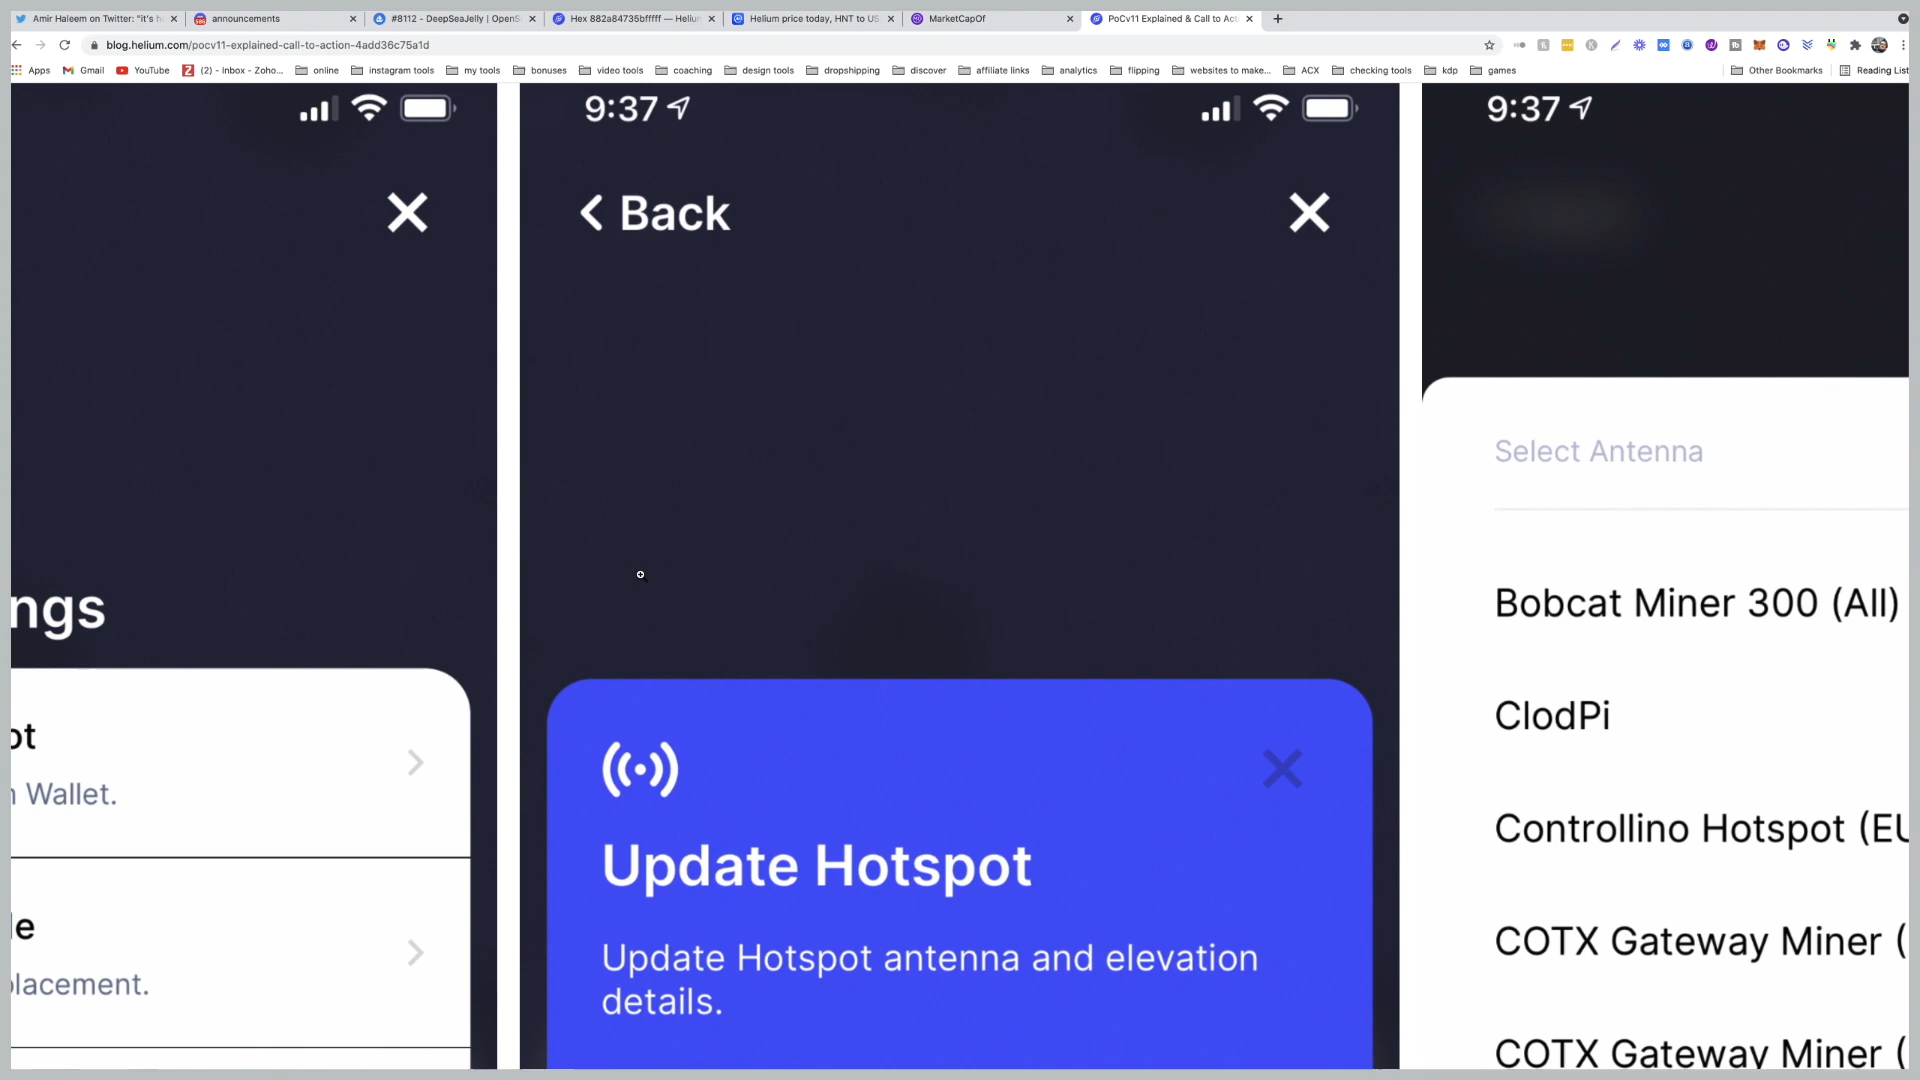 Amir Haleem on Twitter: "it's h
announcements
#8112 - DeepSeaJelly | OpenS
Hex 882a84735bfffff — Helium
Helium price today, HNT to US
MarketCapOf
PoCv11 Explained & Call to Act
blog.helium.com/pocv11-explained-call-to-action-4add36c75a1d
Apps
Gmail
YouTube
(2) - Inbox - Zoho...
online
instagram tools
my tools
bonuses
video tools
coaching
design tools
dropshipping
discover
affiliate links
analytics
flipping
websites to make...
ACX
checking tools
kdp
games
Other Bookmarks
Reading List
ngs
ot
n Wallet.
le
placement.
9:37
Back
Update Hotspot
Update Hotspot antenna and elevation
details.
9:37
Select Antenna
Bobcat Miner 300 (All)
ClodPi
Controllino Hotspot (EU
COTX Gateway Miner (
COTX Gateway Miner (